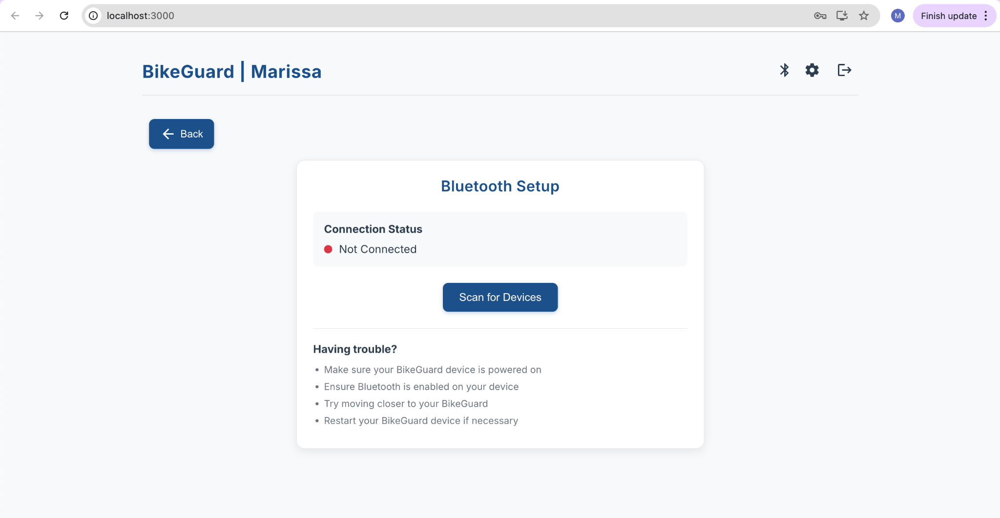 localhost:3000
M
Finish update
BikeGuard | Marissa
Back
Bluetooth Setup
Connection Status
Not Connected
Scan for Devices
Having trouble?
• Make sure your BikeGuard device is powered on
• Ensure Bluetooth is enabled on your device
• Try moving closer to your BikeGuard
• Restart your BikeGuard device if necessary